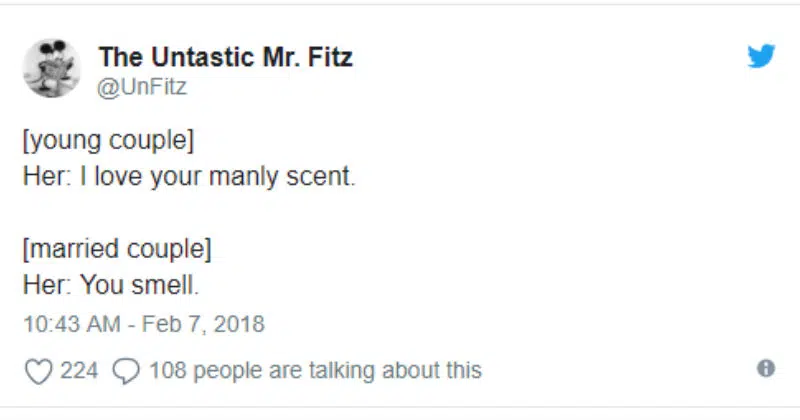 The Untastic Mr. Fitz
@UnFitz
[young couple]
Her: I love your manly scent.
[married couple]
Her: You smell.
10:43 AM - Feb 7, 2018
224 108 people are talking about this